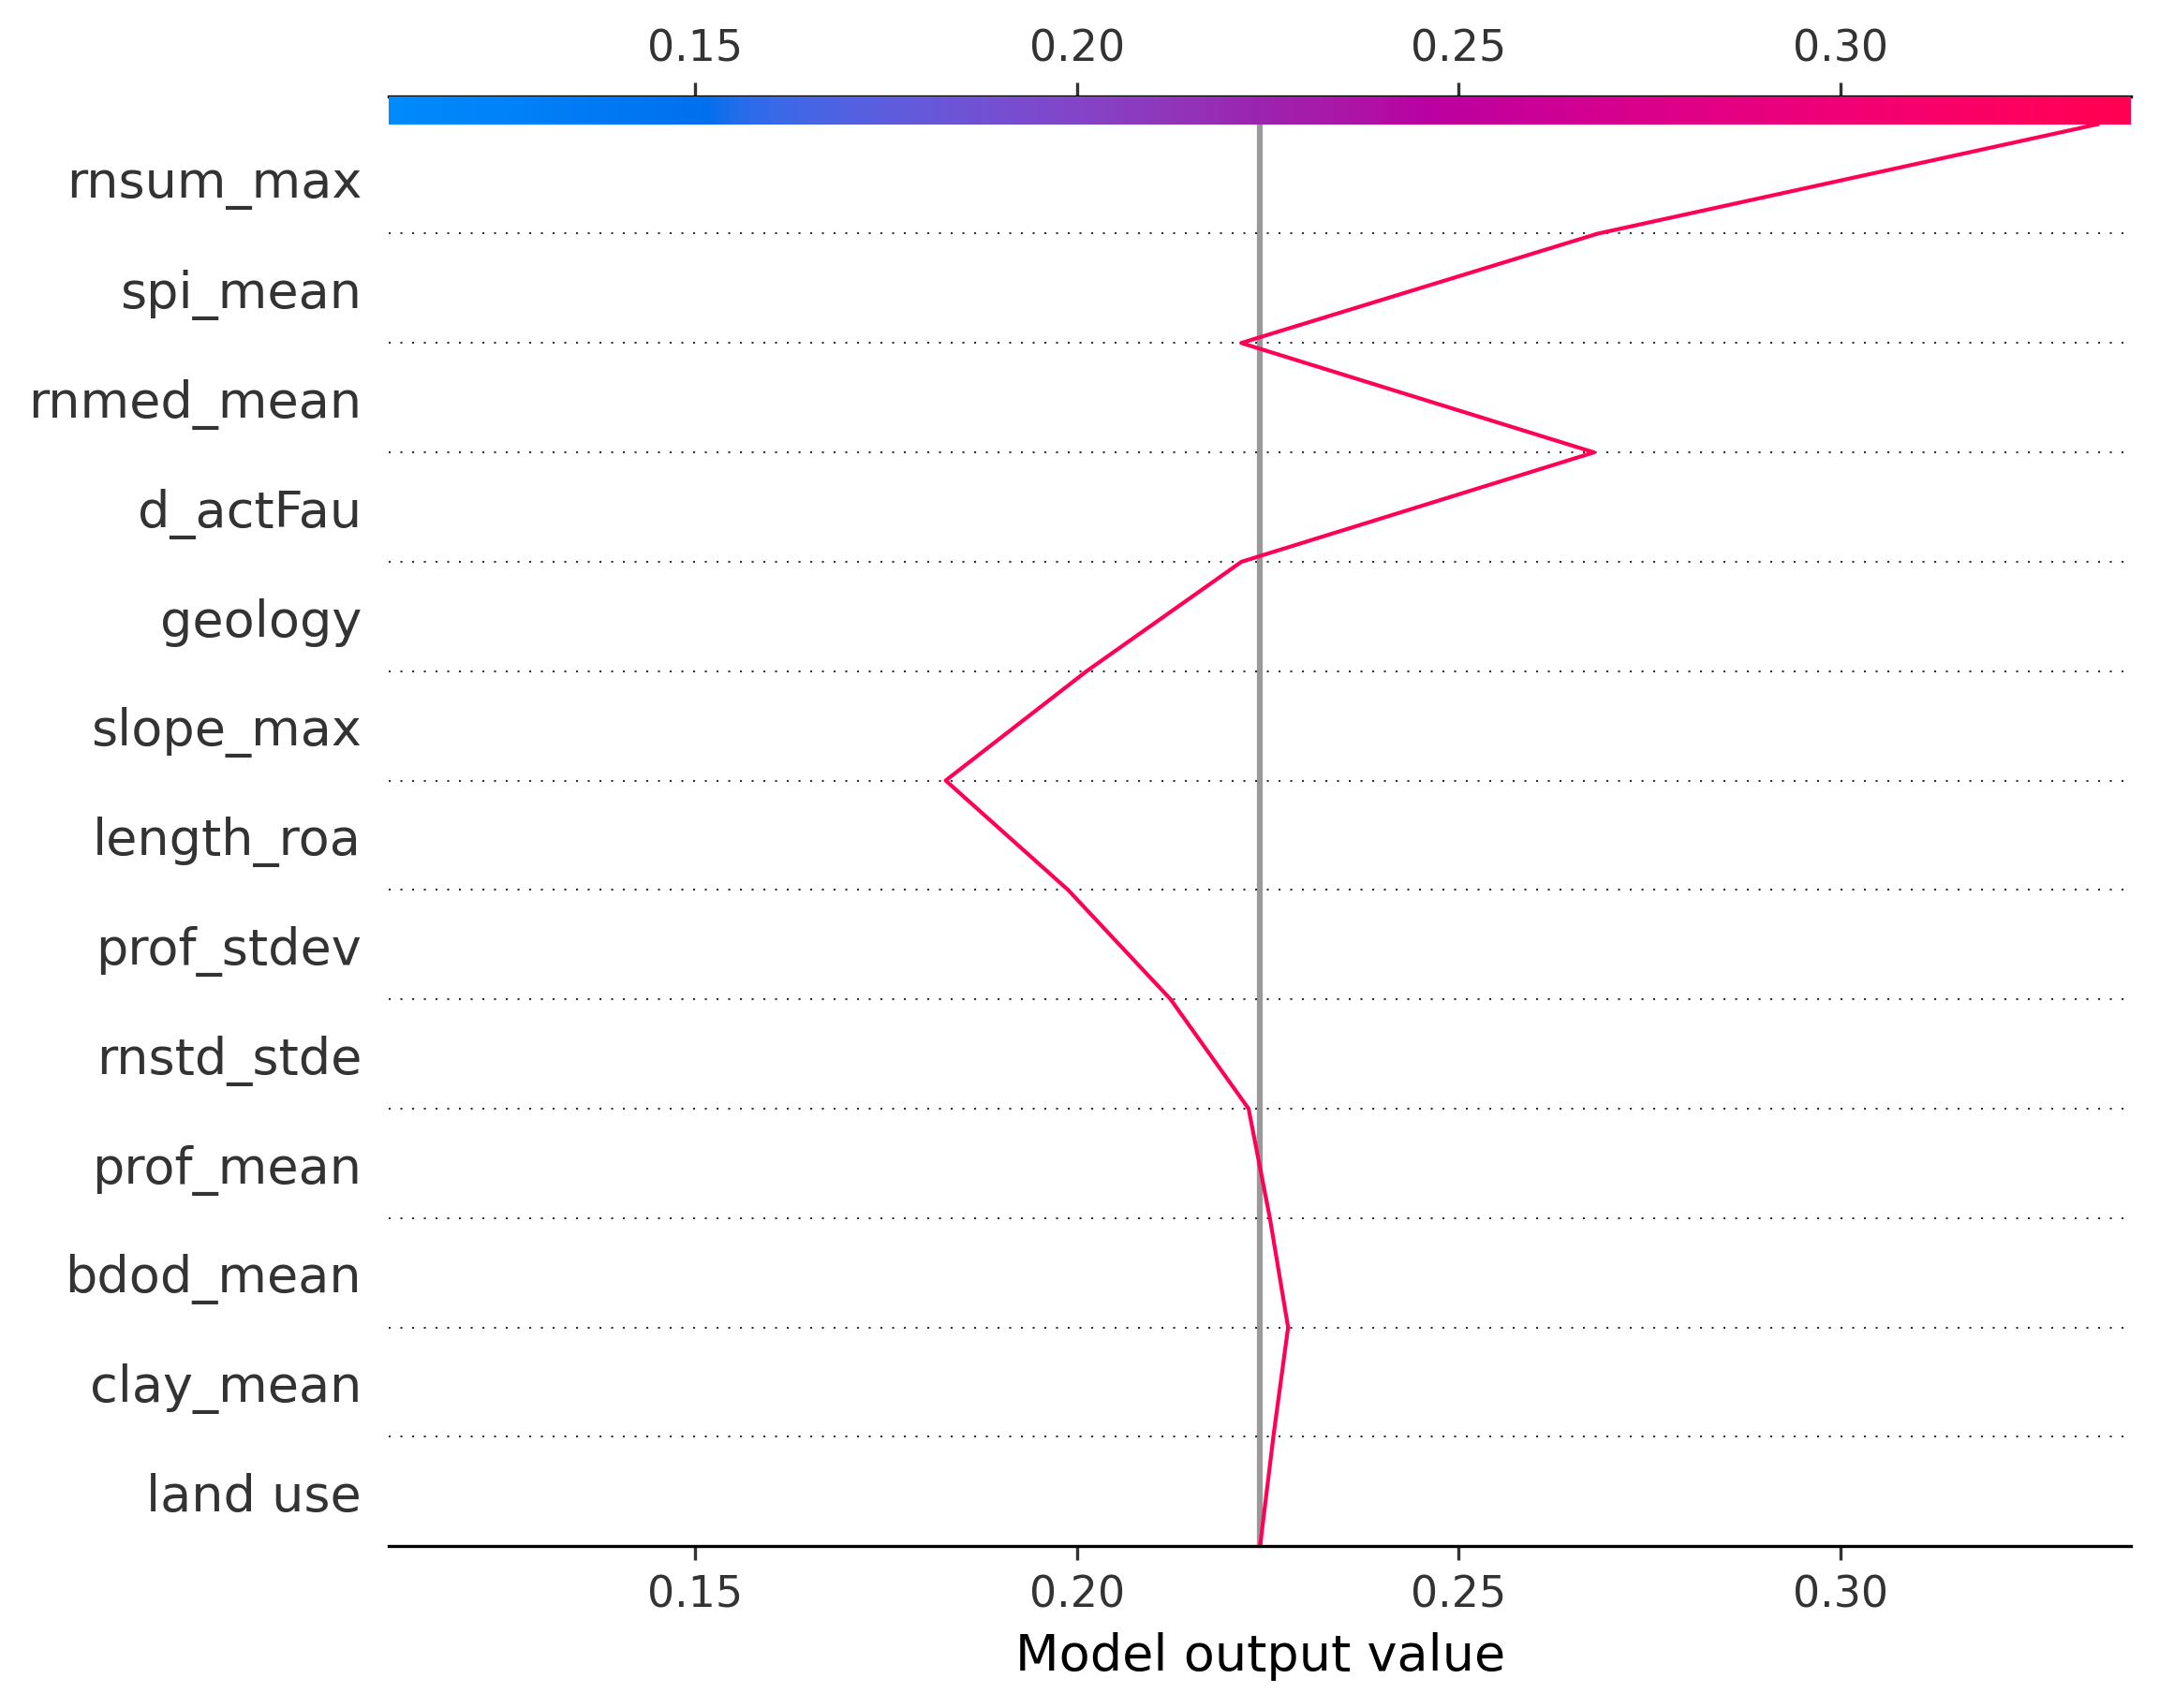 0.15 0.20 0.25 0.30
rnsum_max
spi_mean
rnmed_mean
d_actFau
geology
slope_max
length_roa
prof_stdev
rnstd_stde
prof_mean
bdod_mean
clay_mean
land use
0.15 0.20 0.25 0.30
Model output value